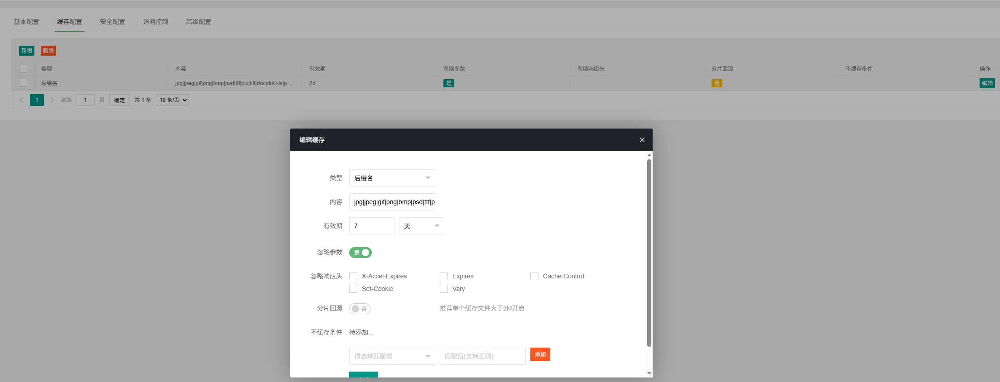 基本配置 缓存配置 安全配置 访问控制 高级配置
新增 删除
类型 内容 有效期 忽略参数 忽略响应头 分片回源 不缓存条件 操作
后缀名 jpg|jpeg|gif|png|bmp|psd|ttf|pix|tiff|doc|dot|xls|p... 7d 是 否 编辑
1 到第 1 页 确定 共 1 条 10 条/页
编辑缓存
类型 后缀名
内容 jpg|jpeg|gif|png|bmp|psd|ttf|p
有效期 7 天
忽略参数 是
忽略响应头 X-Accel-Expires Expires Cache-Control
Set-Cookie Vary
分片回源 否 推荐单个缓存文件大于2M开启
不缓存条件 待添加...
请选择匹配项 匹配值(支持正则) 添加